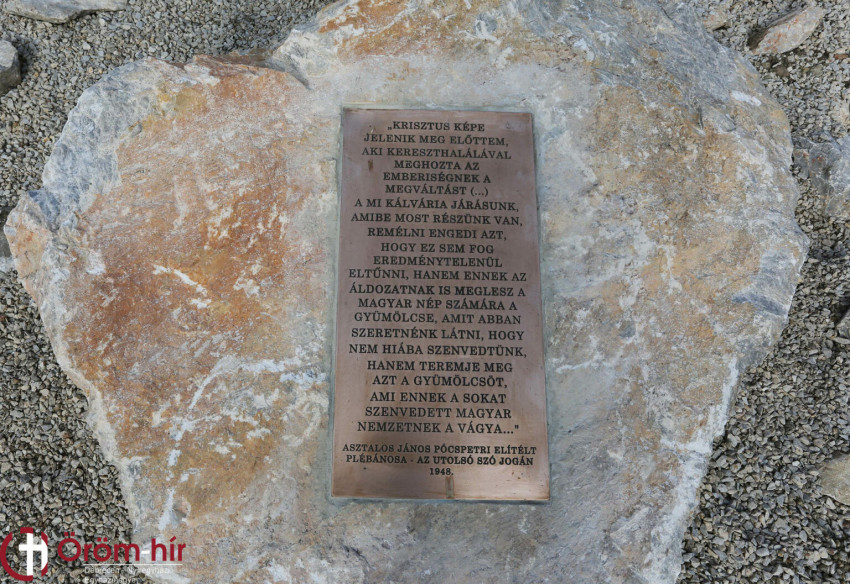 „KRISZTUS KÉPE
JELENIK MEG ELŐTTEM,
AKI KERESZTHALÁLÁVAL
MEGHOZTA AZ
EMBERISÉGNEK A
MEGVÁLTÁST (...)
A MI KÁLVÁRIA JÁRÁSUNK,
AMIBE MOST RÉSZÜNK VAN,
REMÉLNI ENGEDI AZT,
HOGY EZ SEM FOG
EREDMÉNYTELENÜL
ELTŰNNI, HANEM ENNEK AZ
ÁLDOZATNAK IS MEGLESZ A
MAGYAR NÉP SZÁMÁRA A
GYÜMÖLCSE, AMIT ABBAN
SZERETNÉNK LÁTNI, HOGY
NEM HIÁBA SZENVEDTÜNK,
HANEM TEREMJE MEG
AZT A GYÜMÖLCSÖT,
AMI ENNEK A SOKAT
SZENVEDETT MAGYAR
NEMZETNEK A VÁGYA..."
ASZTALOS JÁNOS PÓCSPETRI ELÍTÉLT
PLÉBÁNOSA - AZ UTOLSÓ SZÓ JOGÁN
1948.
Öröm-hír
Debrecen-Nyíregyházi
Egyházmegye